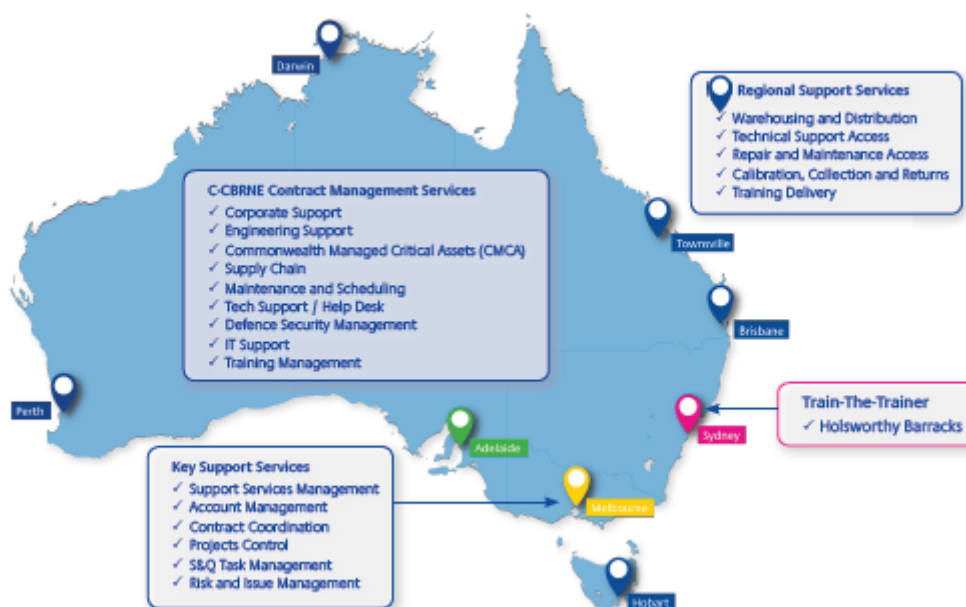 Darwin
Regional Support Services
✓ Warehousing and Distribution
✓ Technical Support Access
✓ Repair and Maintenance Access
✓ Calibration, Collection and Returns
✓ Training Delivery
C-CBRNE Contract Management Services
✓ Corporate Supoprt
✓ Engineering Support
✓ Commonwealth Managed Critical Assets (CMCA)
✓ Supply Chain
✓ Maintenance and Scheduling
✓ Tech Support / Help Desk
✓ Defence Security Management
✓ IT Support
✓ Training Management
Townsville
Brisbane
Perth
Train-The-Trainer
✓ Holsworthy Barracks
Sydney
Adelaide
Key Support Services
✓ Support Services Management
✓ Account Management
✓ Contract Coordination
✓ Projects Control
✓ S&Q Task Management
✓ Risk and Issue Management
Melbourne
Hobart